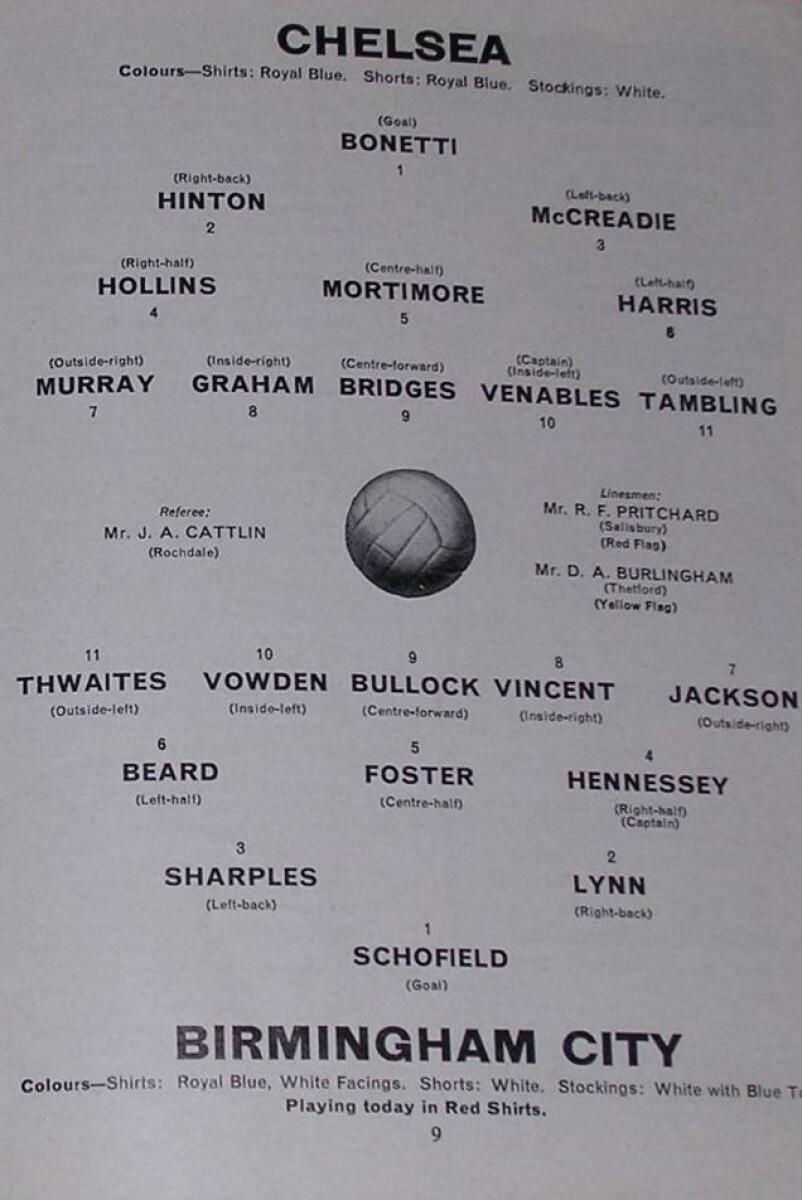 CHELSEA
Colours—Shirts: Royal Blue. Shorts: Royal Blue. Stockings: White.
(Goal)
BONETTI
1
(Right-back) (Left-back)
HINTON McCREADIE
2 3
(Right-half) (Centre-half) (Left-half)
HOLLINS MORTIMORE HARRIS
4 5 6
(Captain)
(Outside-right) (Inside-right) (Centre-forward) (Inside-left) (Outside-left)
MURRAY GRAHAM BRIDGES VENABLES TAMBLING
7 8 9 10 11
Referee:
Mr. J. A. CATTLIN
(Rochdale)
Linesmen:
Mr. R. F. PRITCHARD
(Salisbury)
(Red Flag)
Mr. D. A. BURLINGHAM
(Thetford)
(Yellow Flag)
11 10 9 8 7
THWAITES VOWDEN BULLOCK VINCENT JACKSON
(Outside-left) (Inside-left) (Centre-forward) (Inside-right) (Outside-right)
6 5 4
BEARD FOSTER HENNESSEY
(Left-half) (Centre-half) (Right-half)
(Captain)
3 2
SHARPLES LYNN
(Left-back) (Right-back)
1
SCHOFIELD
(Goal)
BIRMINGHAM CITY
Colours—Shirts: Royal Blue, White Facings. Shorts: White. Stockings: White with Blue
Playing today in Red Shirts.
9